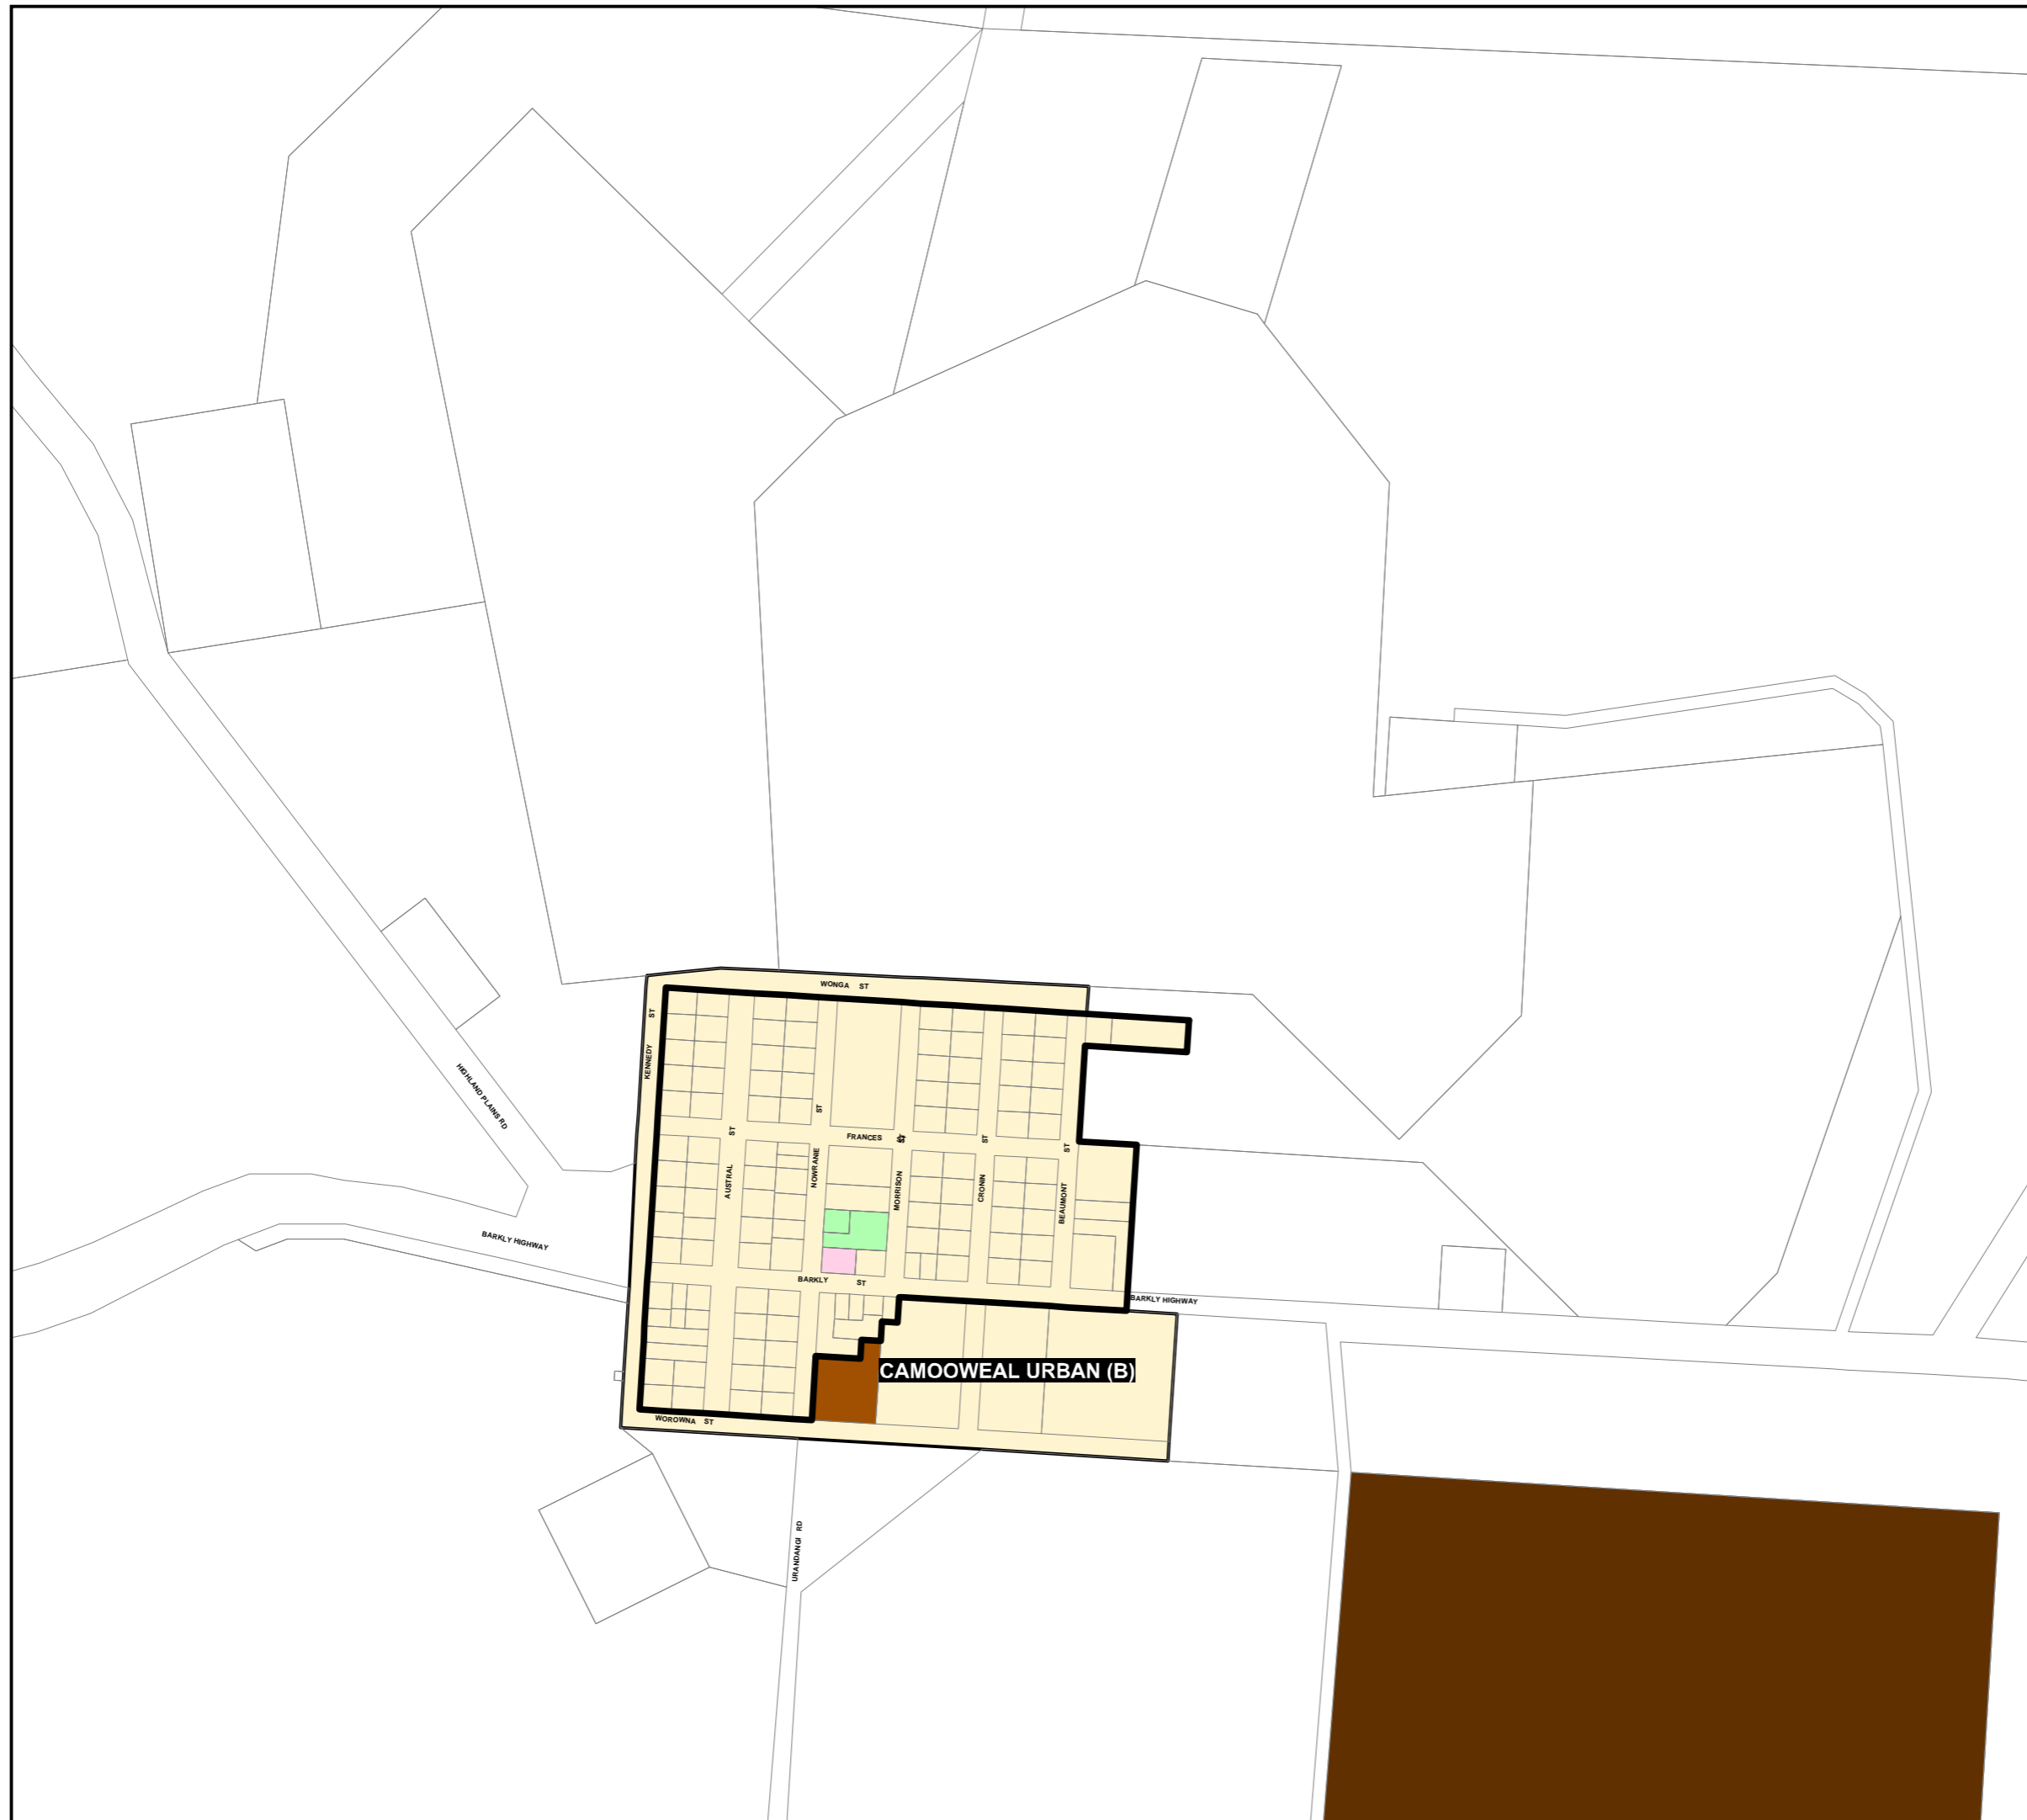 WONGA ST
KENNEDY ST
HIGHLAND PLAINS RD
FRANCES ST
AUSTRAL ST
NOWRANIE ST
MORRISON ST
CRONIN ST
BEAUMONT ST
BARKLY HIGHWAY
BARKLY ST
BARKLY HIGHWAY
CAMOOWEAL URBAN (B)
WOROWNA ST
URANDANGI RD